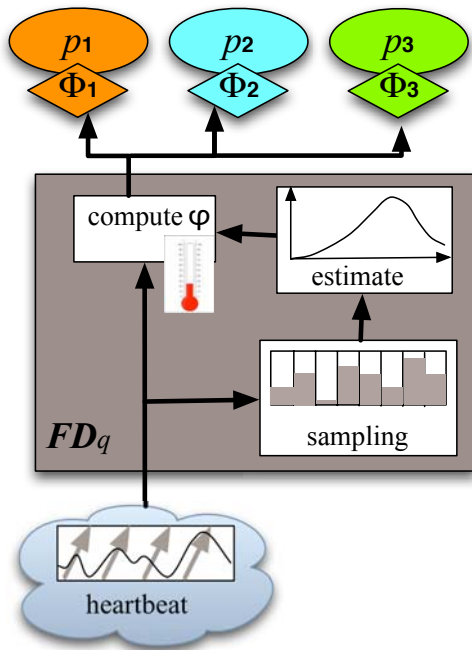 p1 p2 p3
Φ1 Φ2 Φ3
compute φ
estimate
sampling
FDq
heartbeat